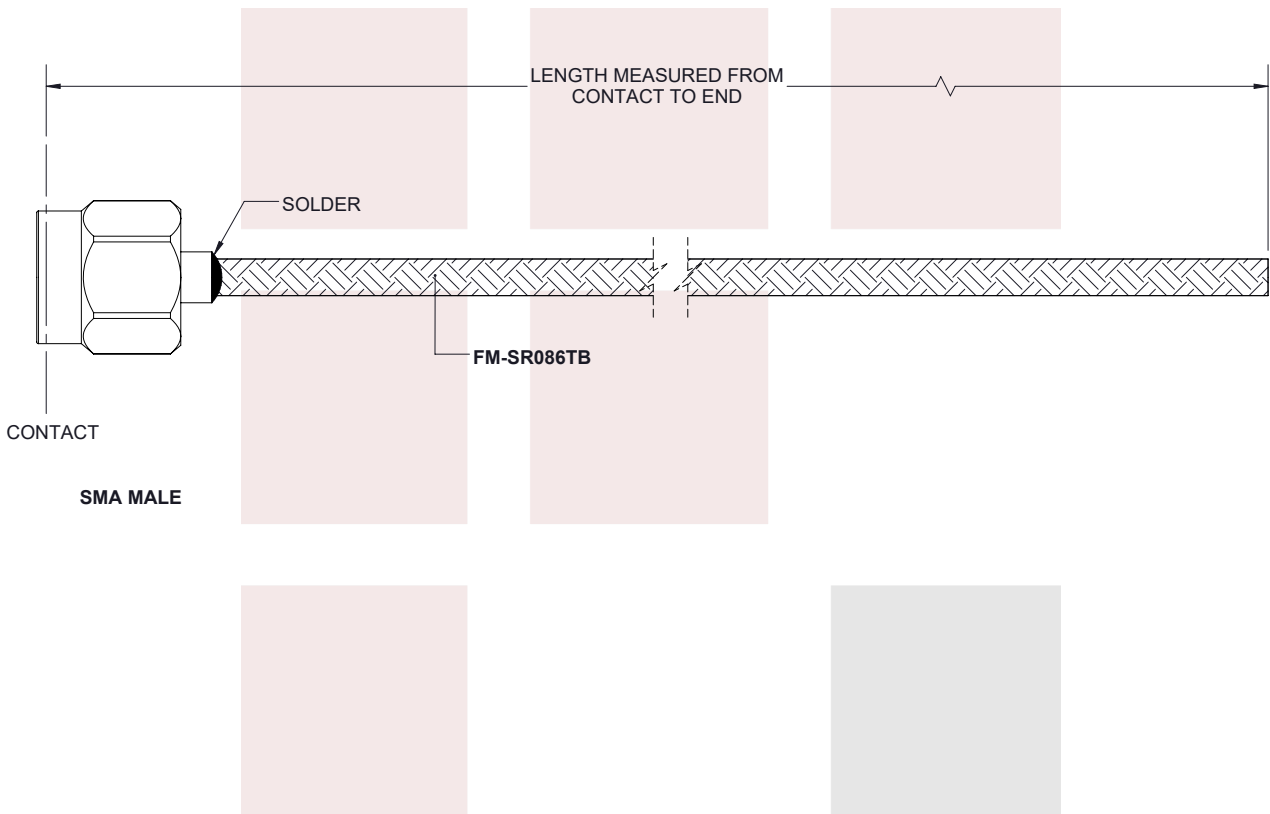 LENGTH MEASURED FROM
CONTACT TO END
SOLDER
FM-SR086TB
CONTACT
SMA MALE